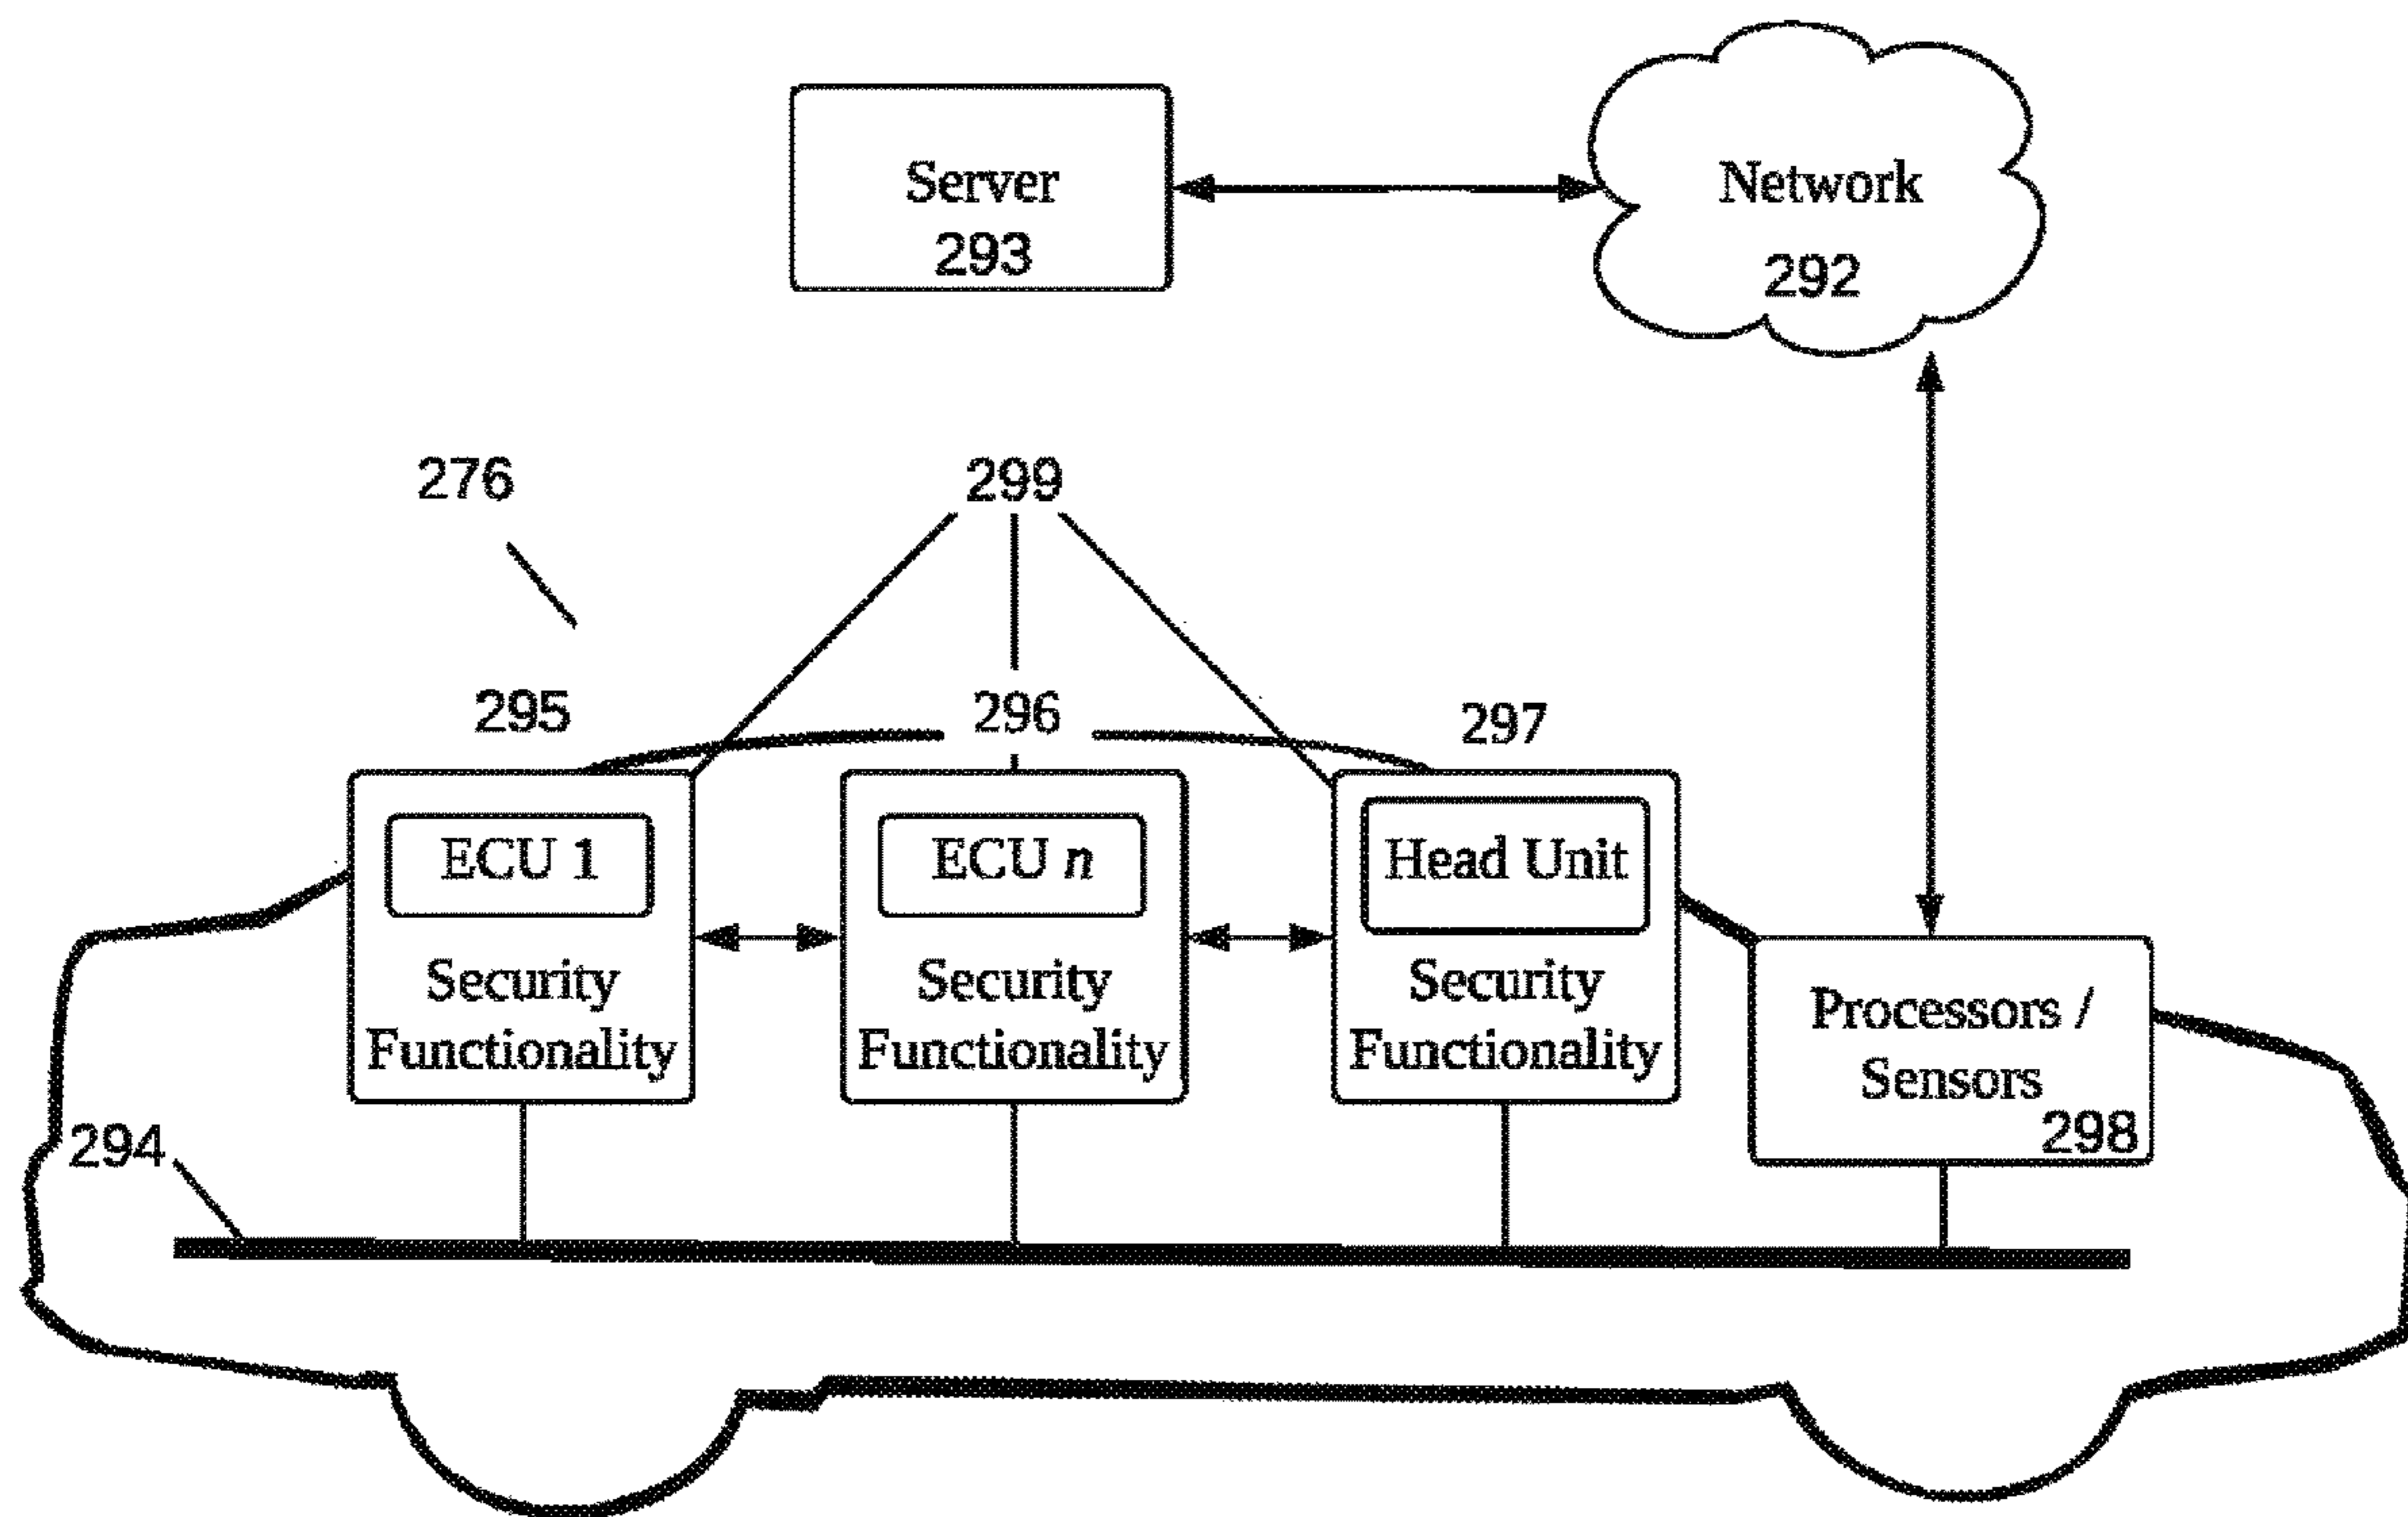 Server
293
Network
292
276
299
295
296
297
ECU 1
Security
Functionality
ECU n
Security
Functionality
Head Unit
Security
Functionality
Processors /
Sensors
298
294